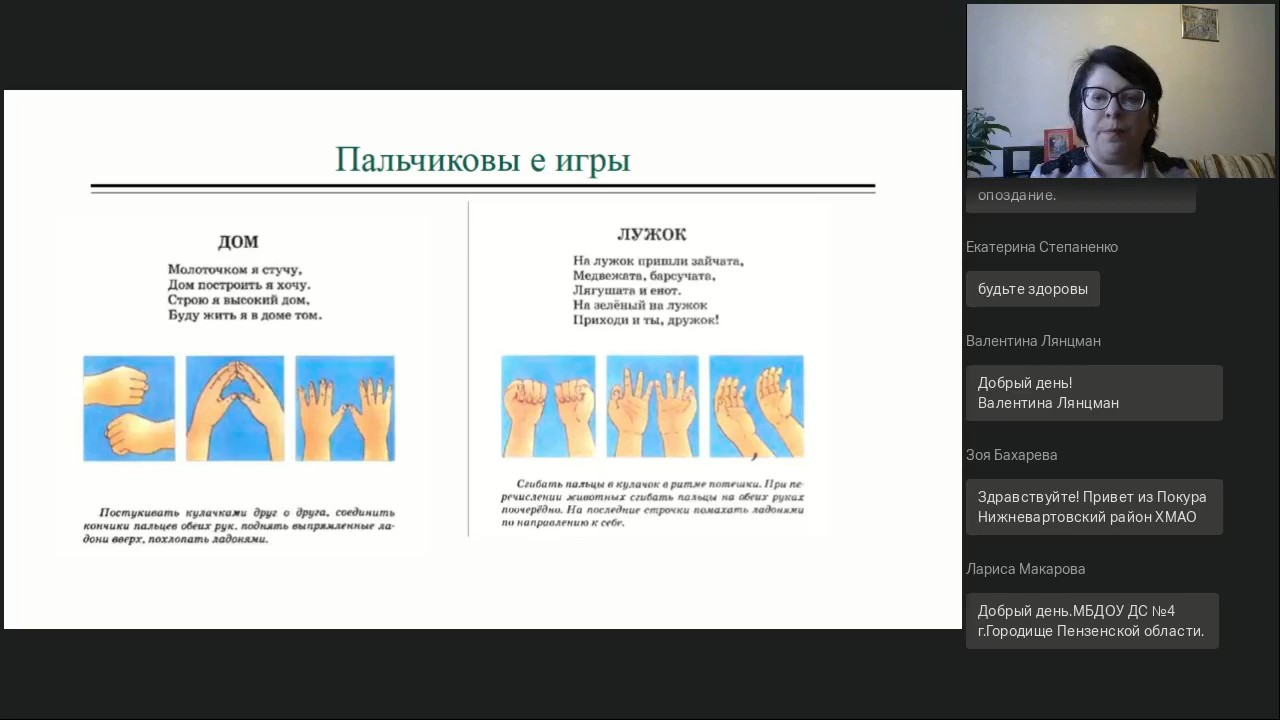 Пальчиковы е игры
ДОМ
Молоточком я стучу,
Дом построить я хочу.
Строю я высокий дом,
Буду жить я в доме том.
Постукивать кулачками друг о друга, соединить
кончики пальцев обеих рук, поднять выпрямленные ла-
дони вверх, похлопать ладонями.
ЛУЖОК
На лужок пришли зайчата,
Медвежата, барсучата,
Лягушата и енот.
На зелёный на лужок
Приходи и ты, дружок!
Сгибать пальцы в кулачок в ритме потешки. При пе-
речислении животных сгибать пальцы на обеих руках
поочерёдно. На последние строчки помахать ладонями
по направлению к себе.
опоздание.
Екатерина Степаненко
будьте здоровы
Валентина Лянцман
Добрый день!
Валентина Лянцман
Зоя Бахарева
Здравствуйте! Привет из Покура
Нижневартовский район ХМАО
Лариса Макарова
Добрый день.МБДОУ ДС №4
г.Городище Пензенской области.